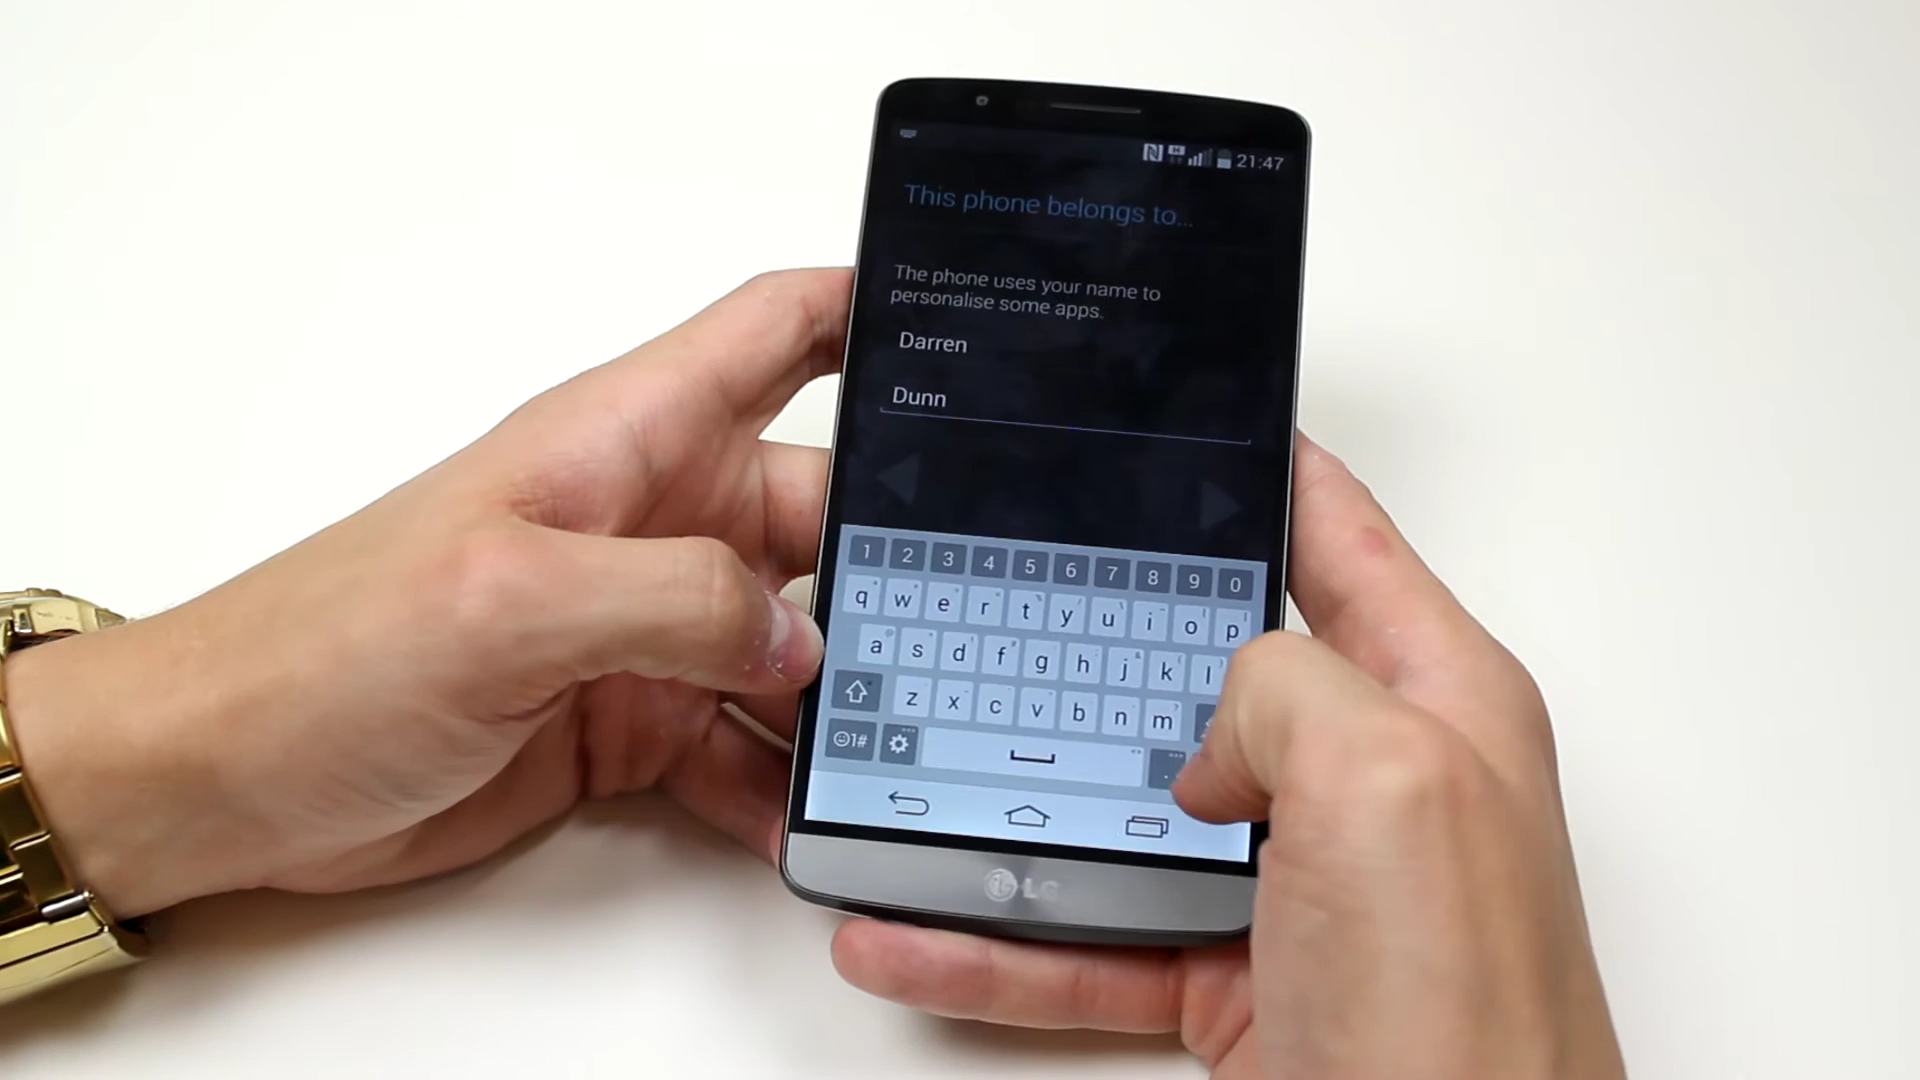 21:47
This phone belongs to...
The phone uses your name to
personalise some apps.
Darren
Dunn
1 2 3 4 5 6 7 8 9 0
q w e r t y u i o p
a s d f g h j k l
z x c v b n m
1#
.
LG